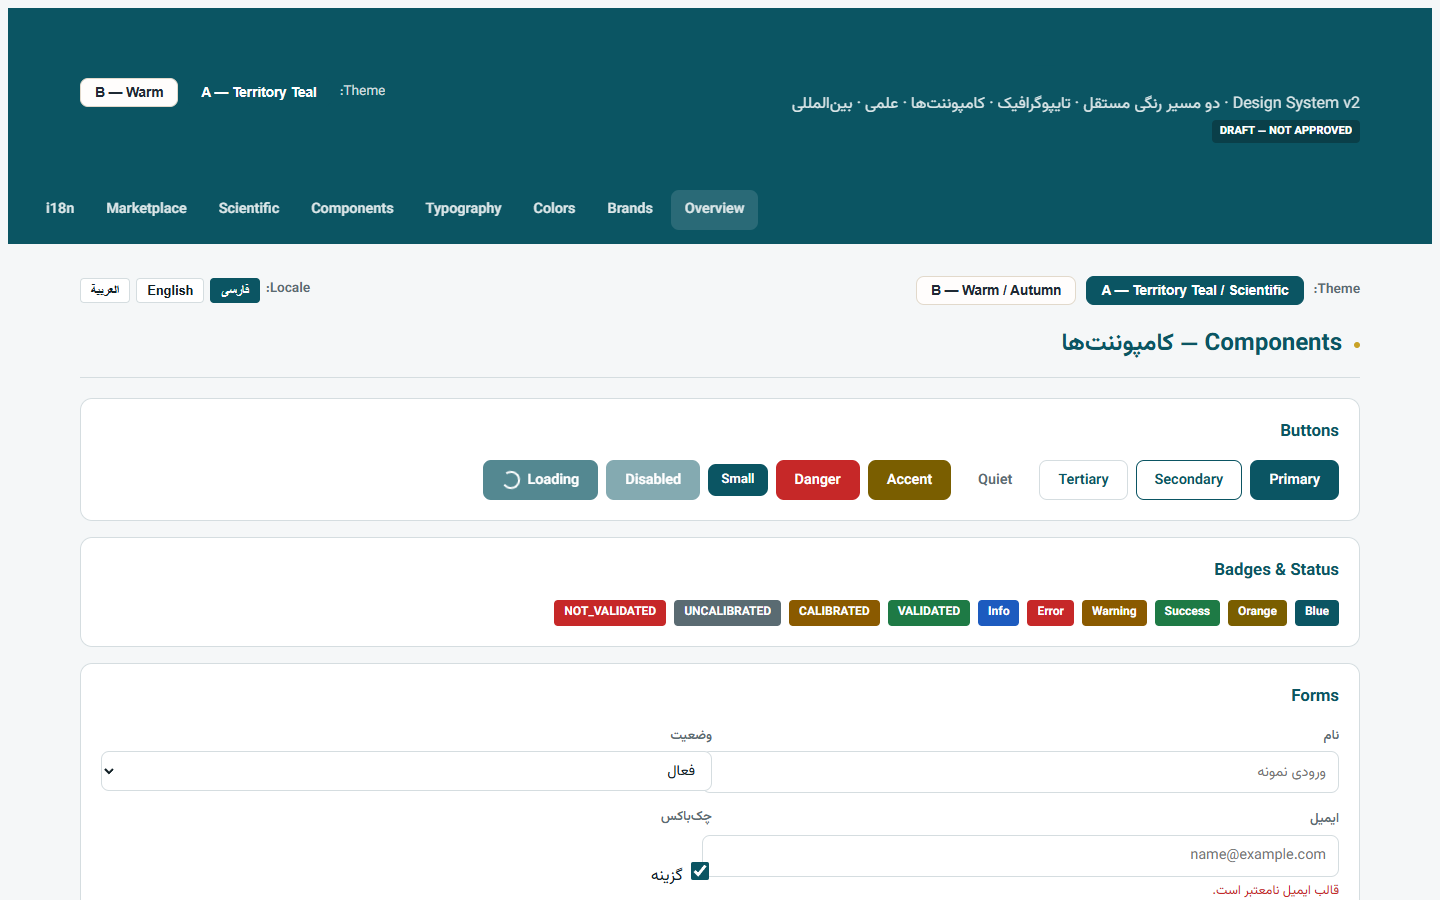 Theme: A — Territory Teal B — Warm
Design System v2 · دو مسیر رنگی مستقل · تایپوگرافیک · کامپوننت‌ها · علمی · بین‌المللی
DRAFT — NOT APPROVED
Overview Brands Colors Typography Components Scientific Marketplace i18n
Theme: A — Territory Teal / Scientific B — Warm / Autumn
Locale: فارسی English العربية
Components — کامپوننت‌ها
Buttons
Primary Secondary Tertiary Quiet Accent Danger Small Disabled Loading
Badges & Status
Blue Orange Success Warning Error Info VALIDATED CALIBRATED UNCALIBRATED NOT_VALIDATED
Forms
نام وضعیت
ورودی نمونه فعال
ایمیل چک‌باکس
name@example.com گزینه
قالب ایمیل نامعتبر است.